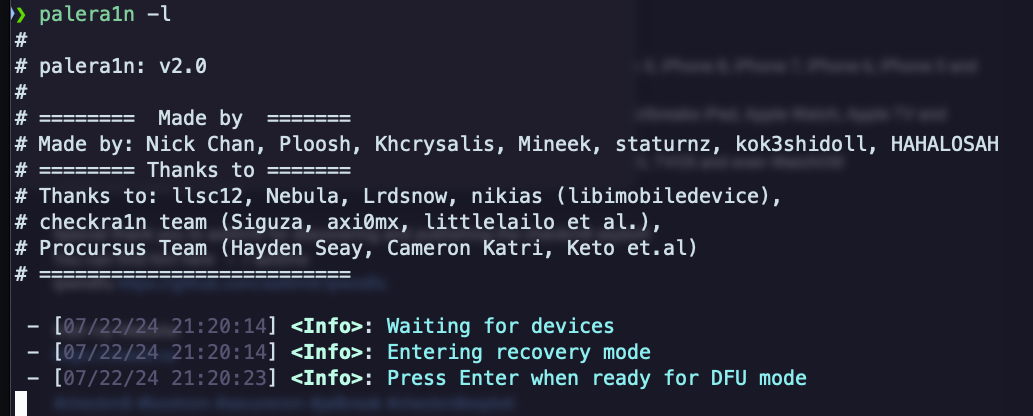 ❯ palera1n -l
#
# palera1n: v2.0
#
# ======== Made by =======
# Made by: Nick Chan, Ploosh, Khcrysalis, Mineek, staturnz, kok3shidoll, HAHALOSAH
# ======== Thanks to =======
# Thanks to: llsc12, Nebula, Lrdsnow, nikias (libimobiledevice),
# checkra1n team (Siguza, axi0mx, littlelailo et al.),
# Procursus Team (Hayden Seay, Cameron Katri, Keto et.al)
# ==========================
- [07/22/24 21:20:14] <Info>: Waiting for devices
- [07/22/24 21:20:14] <Info>: Entering recovery mode
- [07/22/24 21:20:23] <Info>: Press Enter when ready for DFU mode